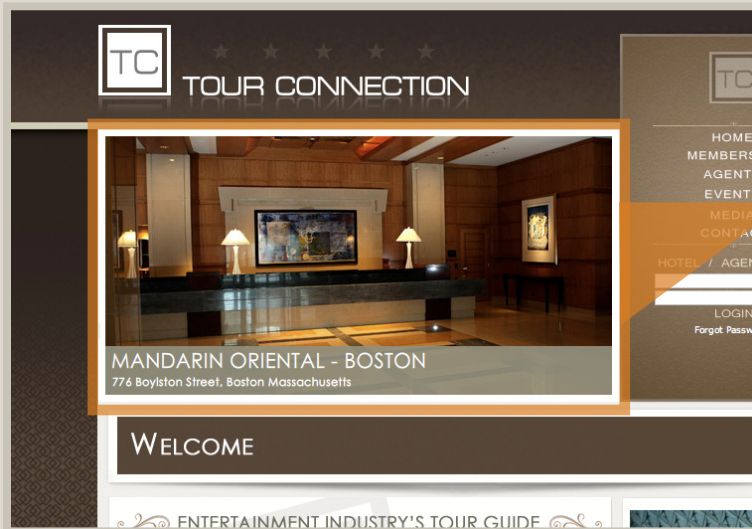 TC
TOUR CONNECTION
TC
HOME
MEMBERS
AGENT
EVENT
MEDIA
CONTAC
HOTEL / AGEN
LOGIN
Forgot Passw
MANDARIN ORIENTAL - BOSTON
776 Boylston Street, Boston Massachusetts
WELCOME
ENTERTAINMENT INDUSTRY'S TOUR GUIDE